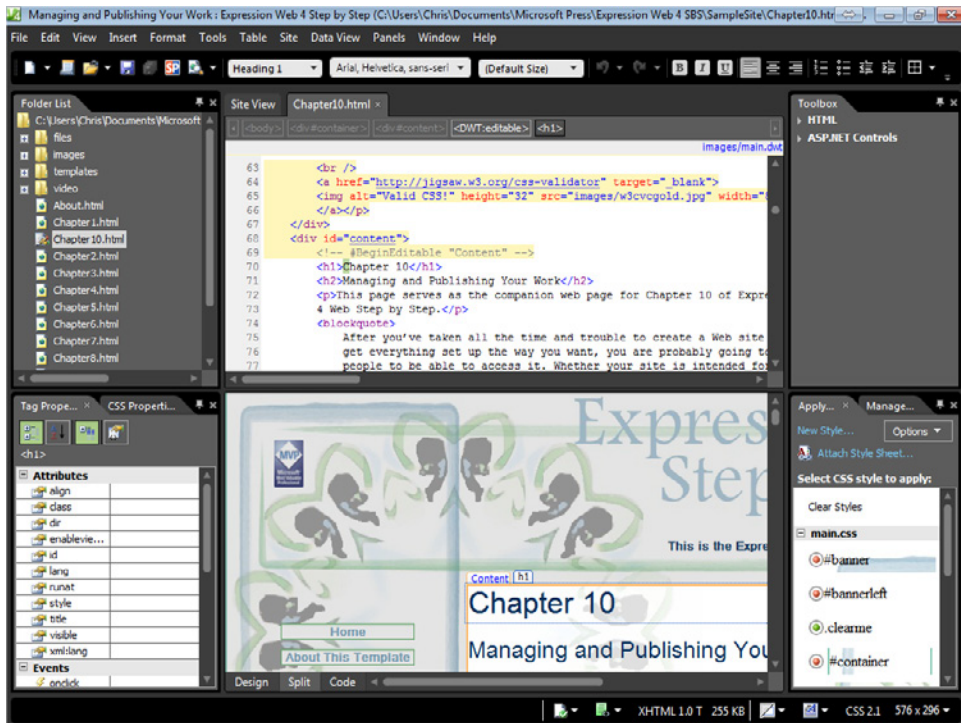 Managing and Publishing Your Work : Expression Web 4 Step by Step (C:\Users\Chris\Documents\Microsoft Press\Expression Web 4 SBS\SampleSite\Chapter10.htr
File Edit View Insert Format Tools Table Site Data View Panels Window Help
Heading 1 Arial, Helvetica, sans-seri (Default Size) B I U
Folder List
C:\Users\Chris\Documents\Microsoft
files
images
templates
video
About.html
Chapter1.html
Chapter10.html
Chapter2.html
Chapter3.html
Chapter4.html
Chapter5.html
Chapter6.html
Chapter7.html
Chapter8.html
Site View Chapter10.html
<body> <div#container> <div#content> <DWT:editable> <h1>
images/main.dwt
63 <br />
64 <a href="http://jigsaw.w3.org/css-validator" target="_blank">
65 <img alt="Valid CSS!" height="32" src="images/w3cvcgold.jpg" width="
66 </a></p>
67 </div>
68 <div id="content">
69 <!-- #BeginEditable "Content" -->
70 <h1>Chapter 10</h1>
71 <h2>Managing and Publishing Your Work</h2>
72 <p>This page serves as the companion web page for Chapter 10 of Expre
73 4 Web Step by Step.</p>
74 <blockquote>
75 After you've taken all the time and trouble to create a Web site
76 get everything set up the way you want, you are probably going to
77 people to be able to access it. Whether your site is intended for
Toolbox
HTML
ASP.NET Controls
Tag Prope... CSS Properti...
<h1>
Attributes
align
class
dir
enablevie...
id
lang
runat
style
title
visible
xml:lang
Events
onclick
MVP
Expres
Step
This is the Expre
Content h1
Chapter 10
Managing and Publishing You
Home
About This Template
Design Split Code
Apply... Manage...
New Style... Options
Attach Style Sheet...
Select CSS style to apply:
Clear Styles
main.css
#banner
#bannerleft
.clearme
#container
XHTML 1.0 T 255 KB CSS 2.1 576 x 296